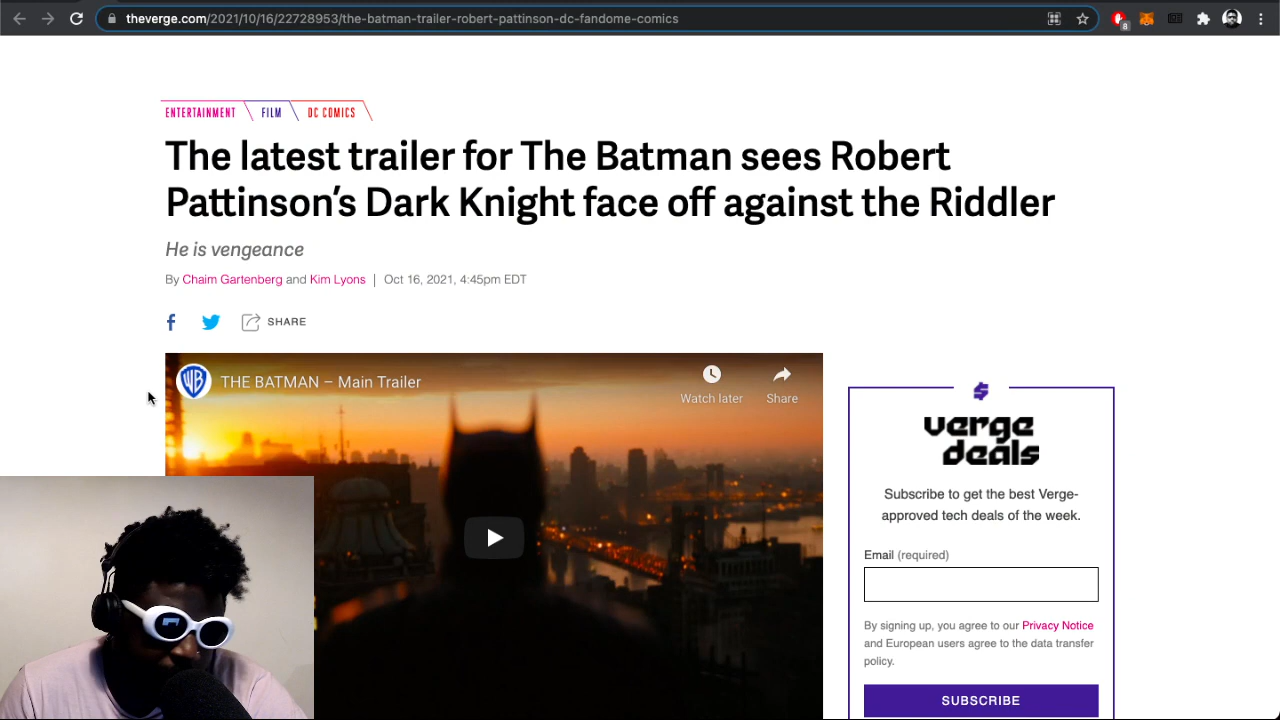 theverge.com/2021/10/16/22728953/the-batman-trailer-robert-pattinson-dc-fandome-comics
8
ENTERTAINMENT FILM DC COMICS
The latest trailer for The Batman sees Robert
Pattinson’s Dark Knight face off against the Riddler
He is vengeance
By Chaim Gartenberg and Kim Lyons | Oct 16, 2021, 4:45pm EDT
SHARE
WB THE BATMAN – Main Trailer
Watch later Share
verge
deals
Subscribe to get the best Verge-
approved tech deals of the week.
Email (required)
By signing up, you agree to our Privacy Notice
and European users agree to the data transfer
policy.
SUBSCRIBE